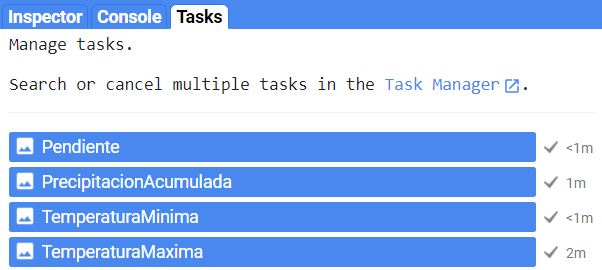 Inspector Console Tasks
Manage tasks.
Search or cancel multiple tasks in the Task Manager.
Pendiente <1m
PrecipitacionAcumulada 1m
TemperaturaMinima <1m
TemperaturaMaxima 2m